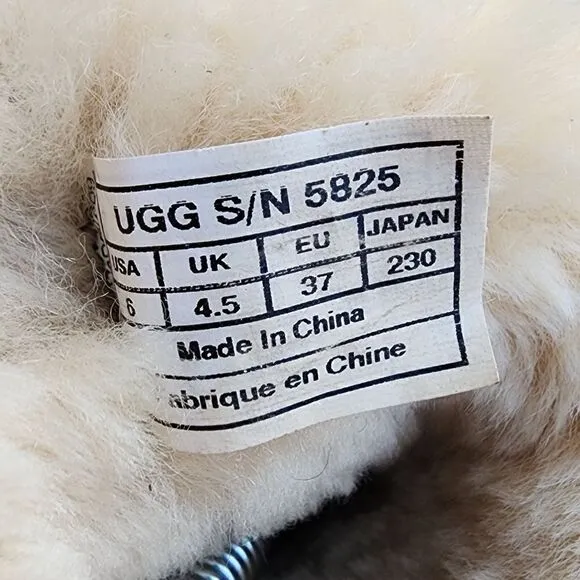 UGG S/N 5825
USA UK EU JAPAN
6 4.5 37 230
Made In China
abrique en Chine